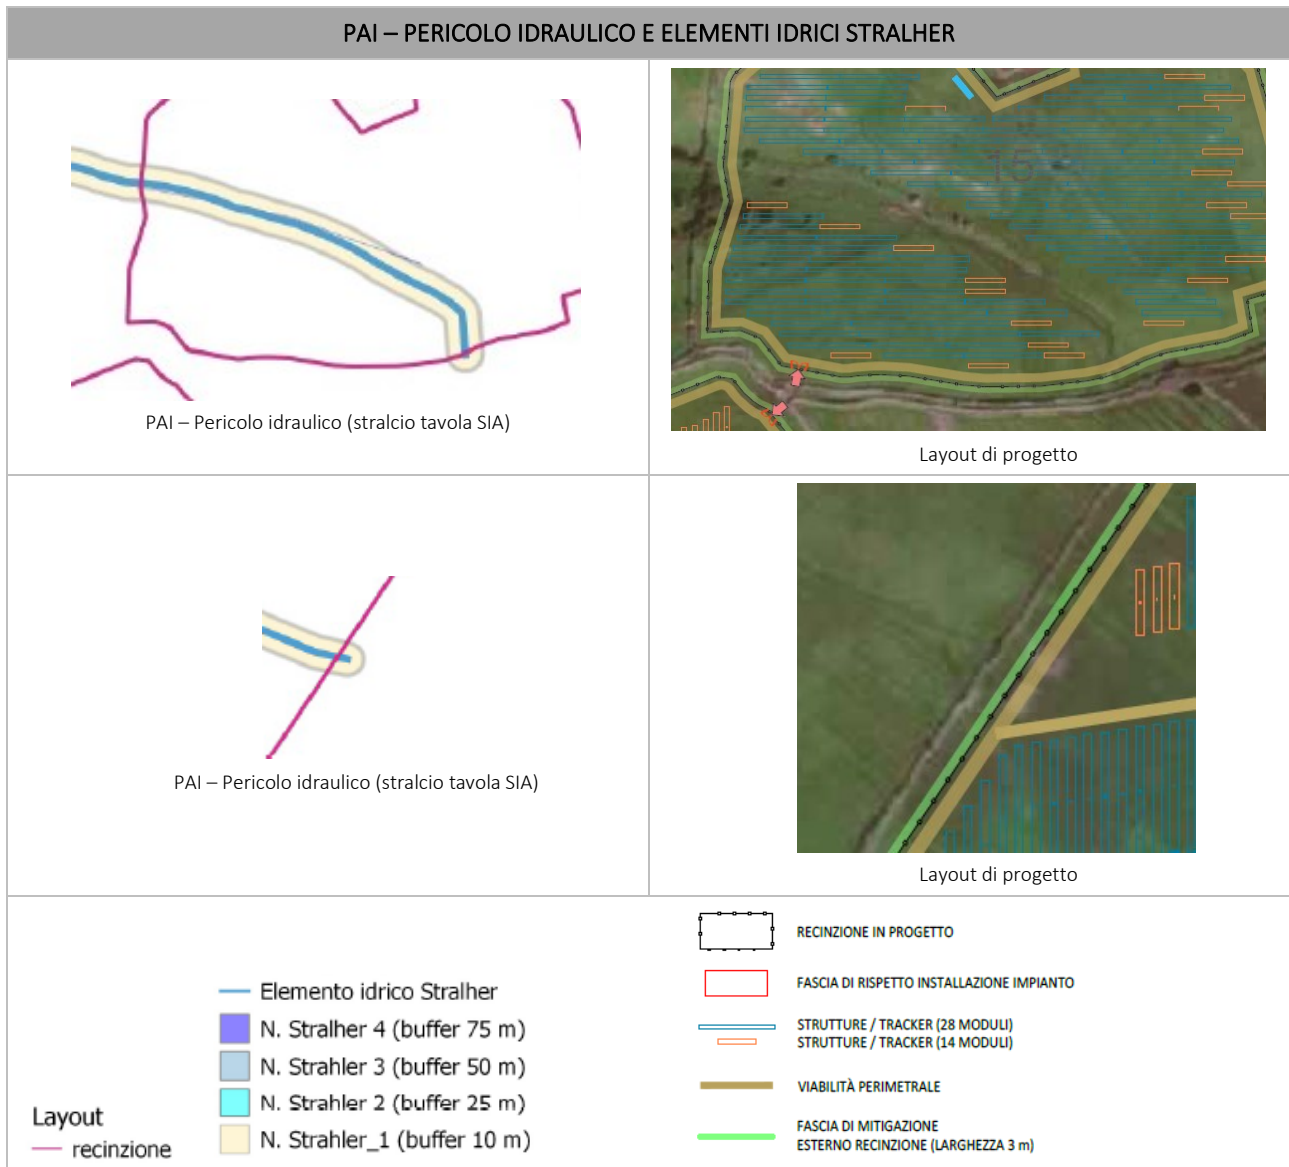 PAI – PERICOLO IDRAULICO E ELEMENTI IDRICI STRALHER
PAI – Pericolo idraulico (stralcio tavola SIA)
Layout di progetto
PAI – Pericolo idraulico (stralcio tavola SIA)
Layout di progetto
Layout
recinzione
Elemento idrico Stralher
N. Stralher 4 (buffer 75 m)
N. Strahler 3 (buffer 50 m)
N. Strahler 2 (buffer 25 m)
N. Strahler_1 (buffer 10 m)
RECINZIONE IN PROGETTO
FASCIA DI RISPETTO INSTALLAZIONE IMPIANTO
STRUTTURE / TRACKER (28 MODULI)
STRUTTURE / TRACKER (14 MODULI)
VIABILITÀ PERIMETRALE
FASCIA DI MITIGAZIONE
ESTERNO RECINZIONE (LARGHEZZA 3 m)